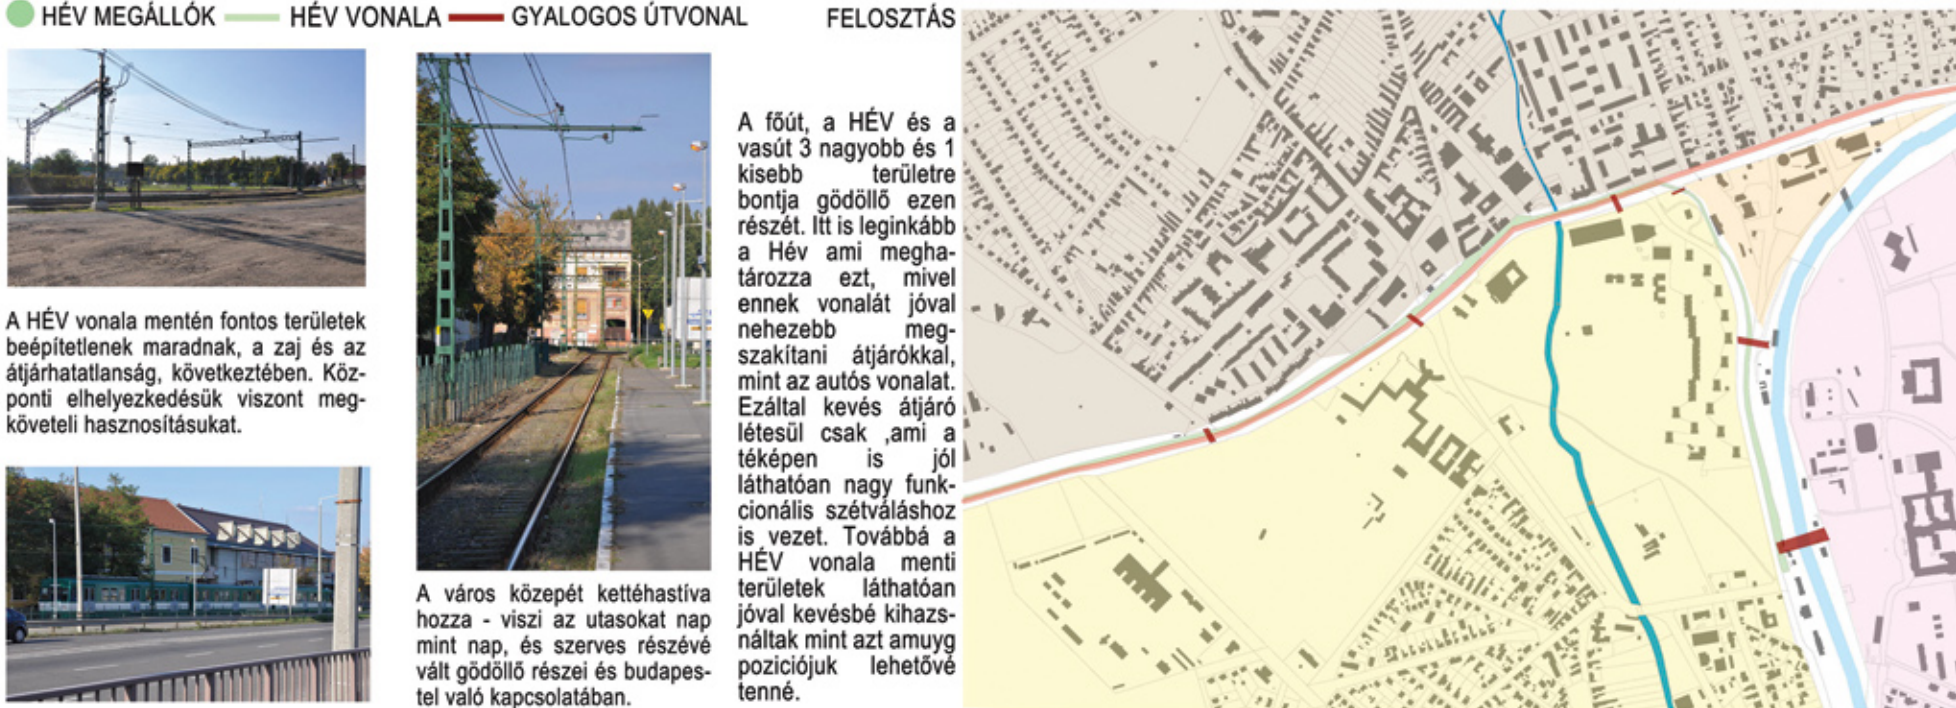 HÉV MEGÁLLÓK HÉV VONALA GYALOGOS ÚTVONAL
FELOSZTÁS
A HÉV vonala mentén fontos területek
beépítetlenek maradnak, a zaj és az
átjárhatatlanság, következtében. Köz-
ponti elhelyezkedésük viszont meg-
követeli hasznosításukat.
A város közepét kettéhastíva
hozza - viszi az utasokat nap
mint nap, és szerves részévé
vált gödöllő részei és budapes-
tel való kapcsolatában.
A főút, a HÉV és a
vasút 3 nagyobb és 1
kisebb területre
bontja gödöllő ezen
részét. Itt is leginkább
a Hév ami megha-
tározza ezt, mivel
ennek vonalát jóval
nehezebb meg-
szakítani átjárókkal,
mint az autós vonalat.
Ezáltal kevés átjáró
létesül csak ,ami a
téképen is jól
láthatóan nagy funk-
cionális szétváláshoz
is vezet. Továbbá a
HÉV vonala menti
területek láthatóan
jóval kevésbé kihazs-
náltak mint azt amuyg
poziciójuk lehetővé
tenné.